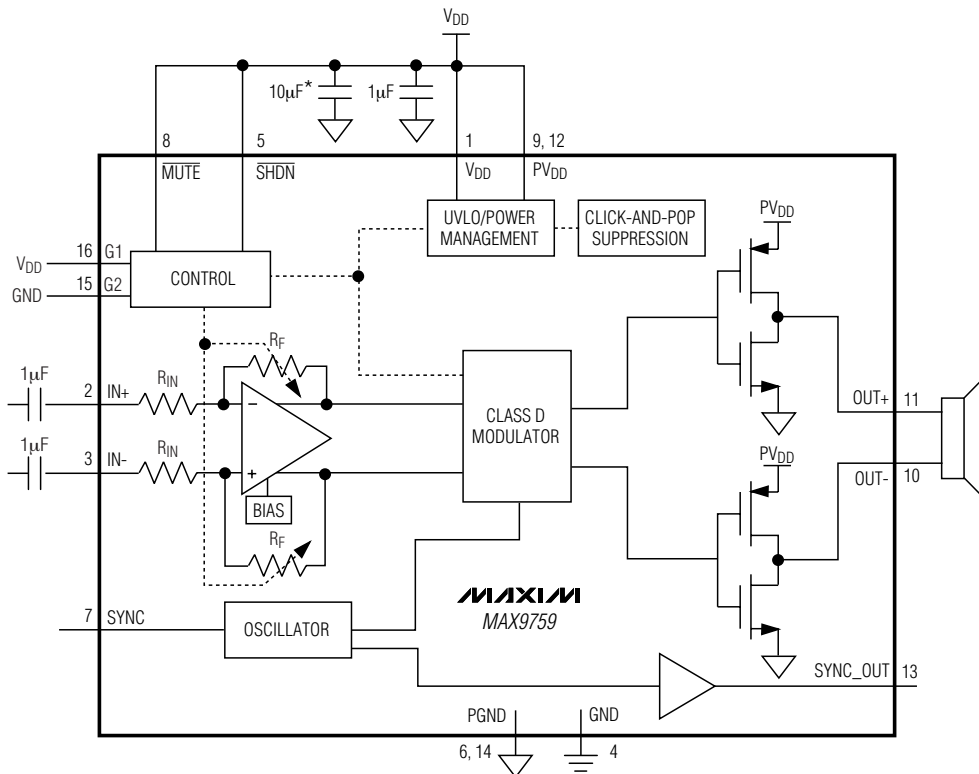 VDD
10µF*
1µF
8
5
1
9, 12
MUTE
SHDN
VDD
PVDD
UVLO/POWER
MANAGEMENT
CLICK-AND-POP
SUPPRESSION
PVDD
VDD
16
G1
GND
15
G2
CONTROL
RF
1µF
2
IN+
RIN
−
1µF
3
IN-
RIN
+
BIAS
RF
CLASS D
MODULATOR
OUT+
11
OUT-
10
PVDD
MAXIM
MAX9759
7
SYNC
OSCILLATOR
SYNC_OUT
13
PGND
GND
6, 14
4